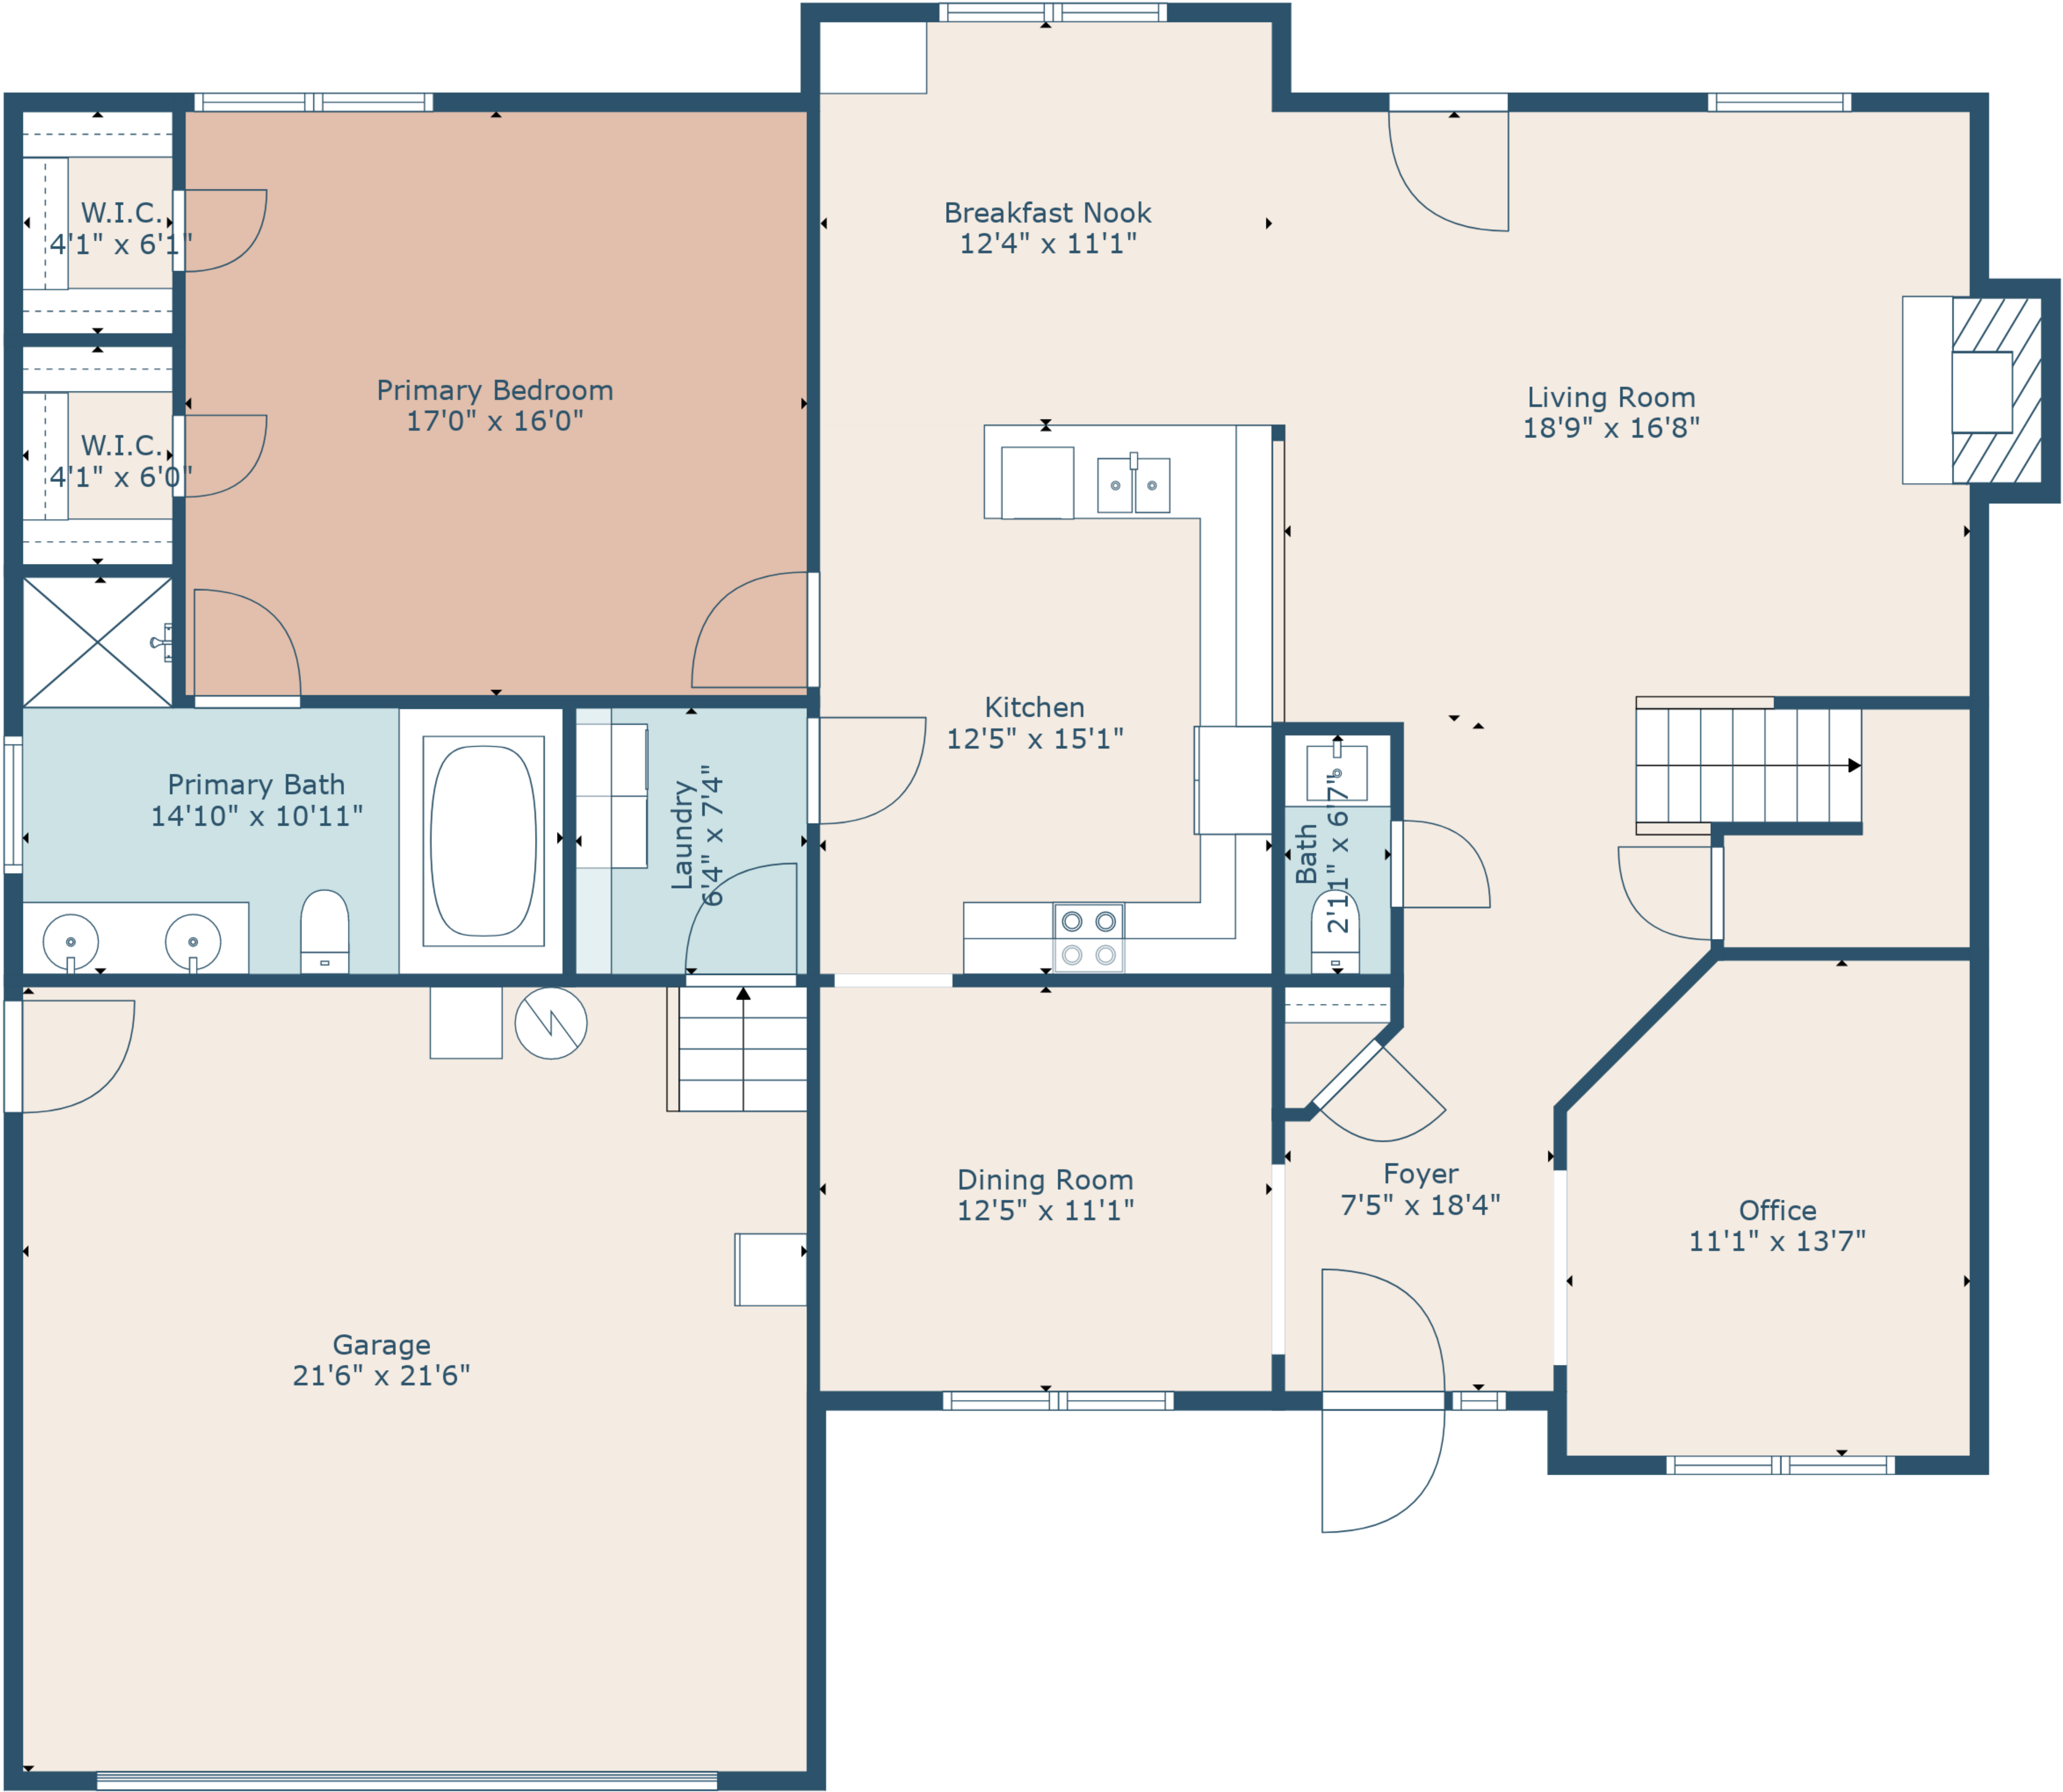 W.I.C.
4'1" x 6'1"
Breakfast Nook
12'4" x 11'1"
Primary Bedroom
17'0" x 16'0"
Living Room
18'9" x 16'8"
W.I.C.
4'1" x 6'0"
Kitchen
12'5" x 15'1"
Primary Bath
14'10" x 10'11"
Laundry
6'4" x 7'4"
Bath
2'11" x 6'7"
Dining Room
12'5" x 11'1"
Foyer
7'5" x 18'4"
Office
11'1" x 13'7"
Garage
21'6" x 21'6"